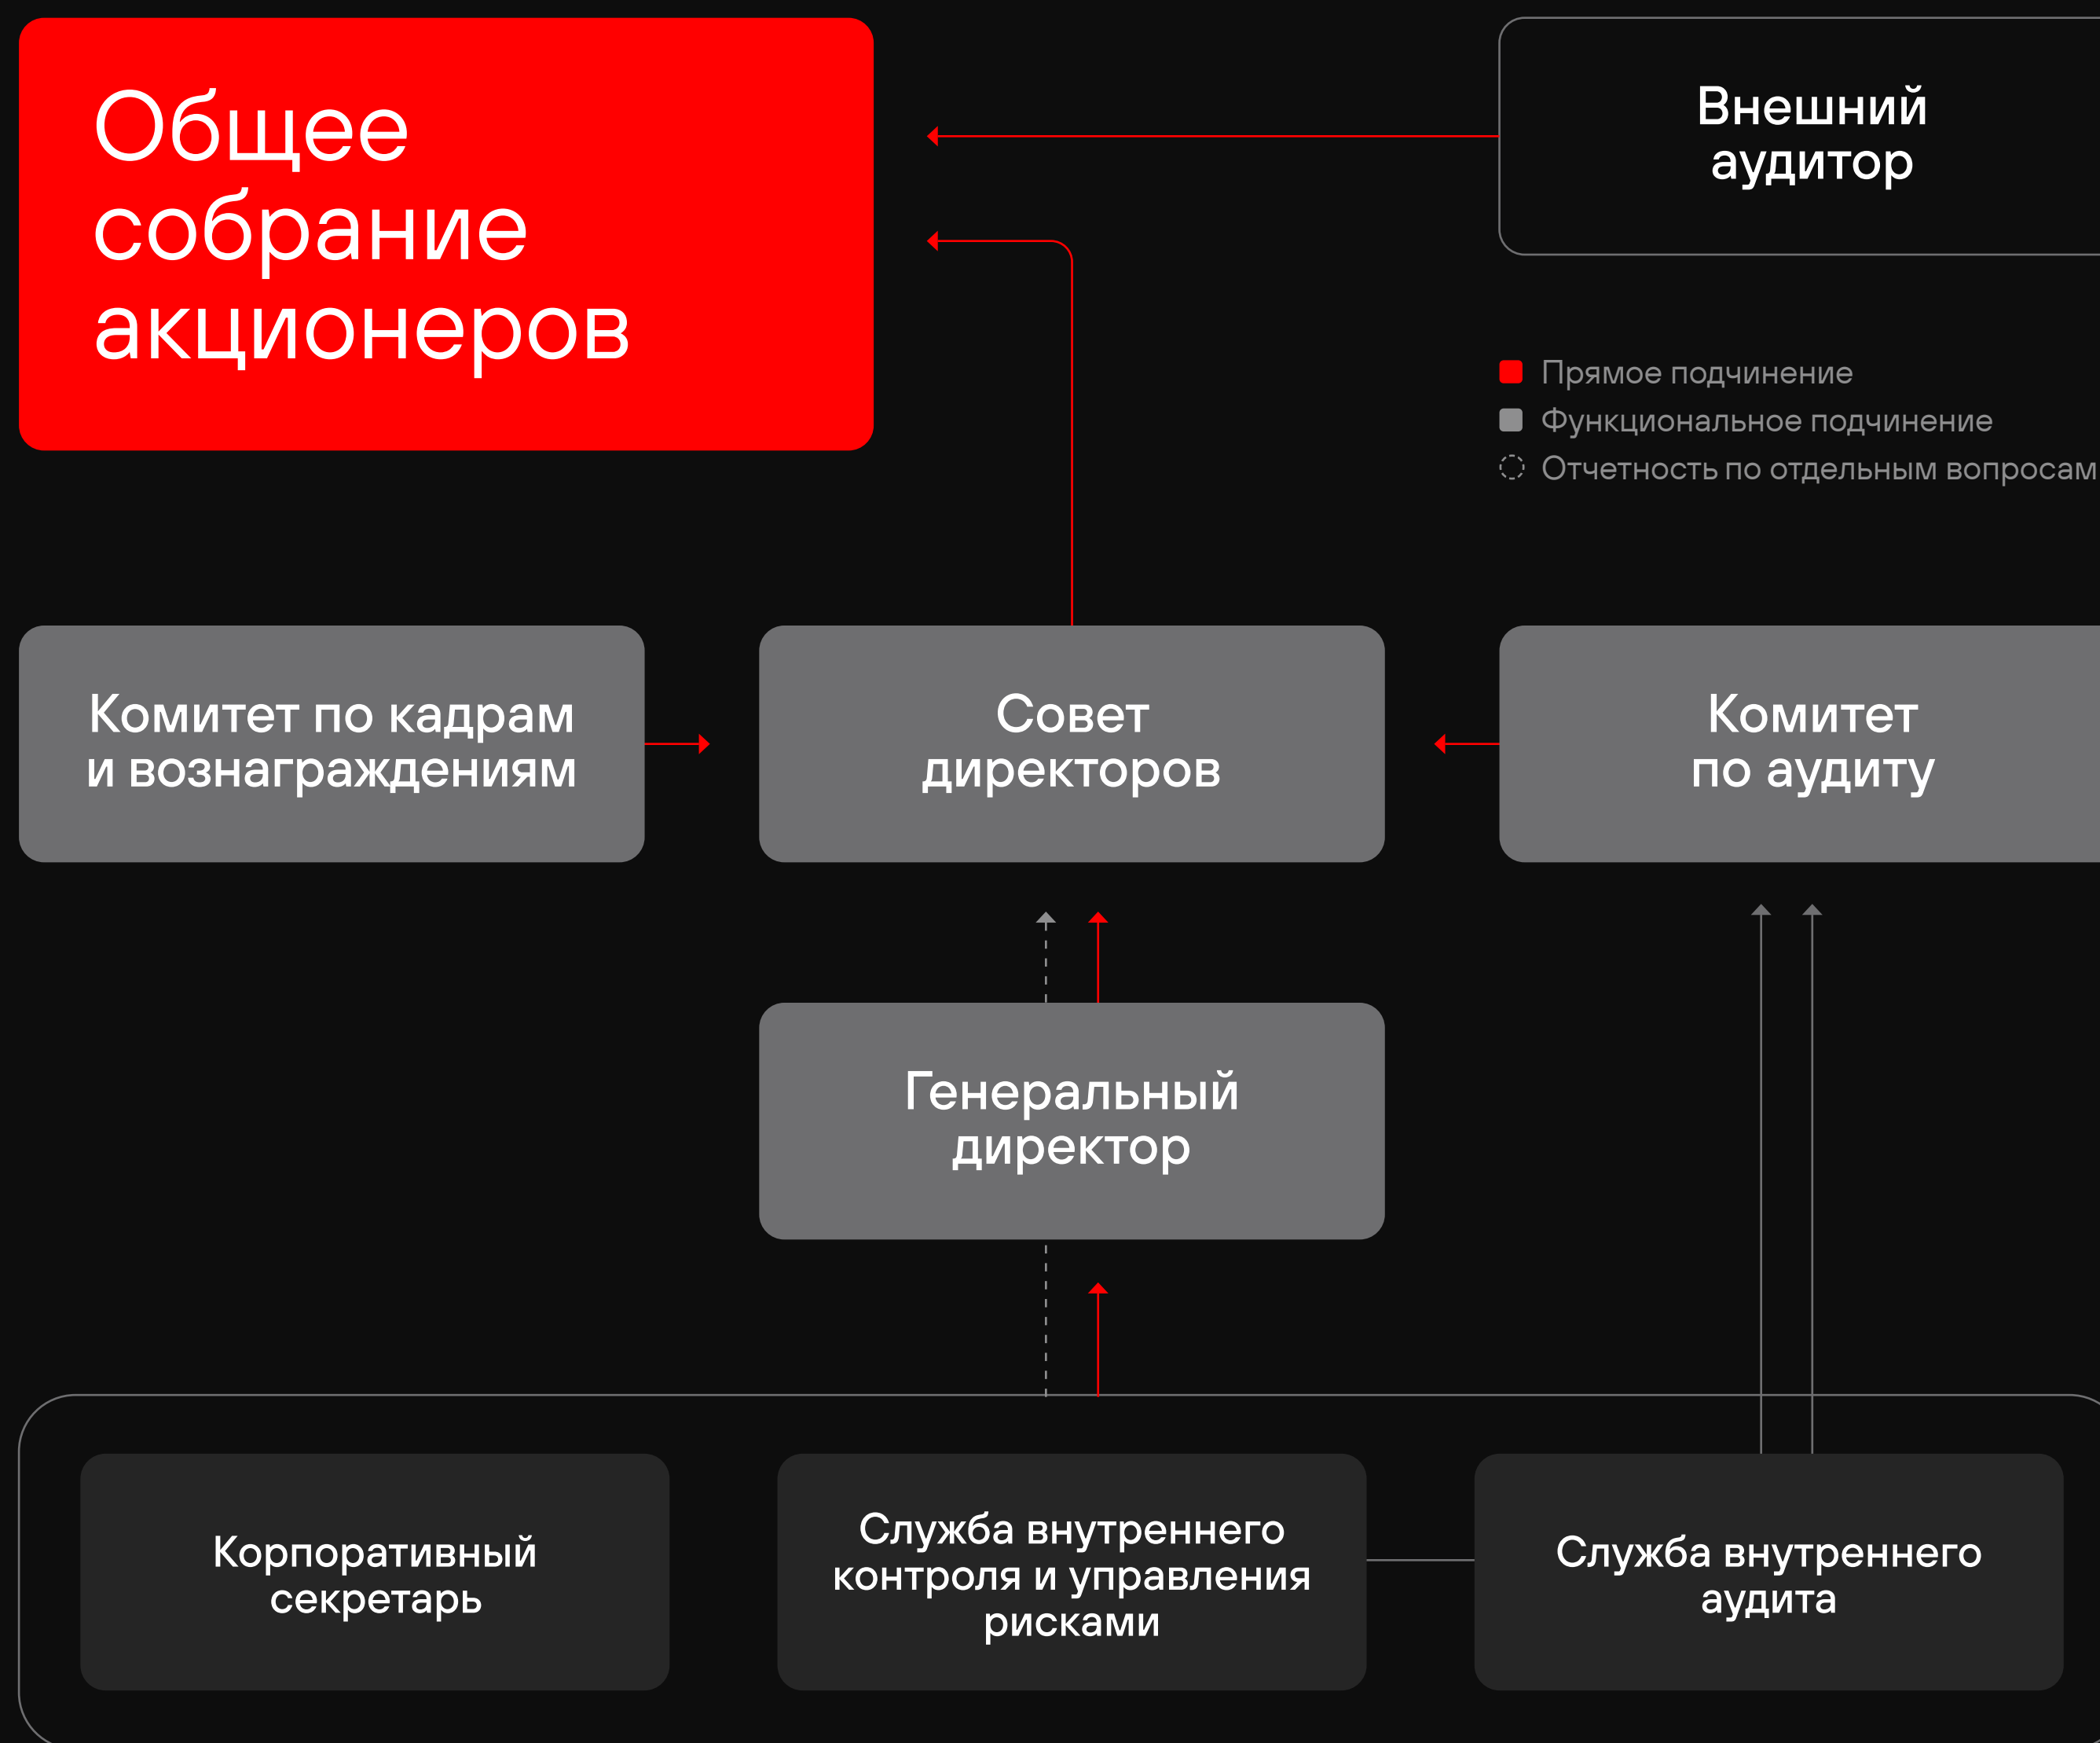 Общее
собрание
акционеров
Внешний
аудитор
Прямое подчинение
Функциональное подчинение
Отчетность по отдельным вопросам
Комитет по кадрам
и вознаграждениям
Совет
директоров
Комитет
по аудиту
Генеральный
директор
Корпоративный
секретарь
Служба внутреннего
контроля и управления
рисками
Служба внутреннего
аудита